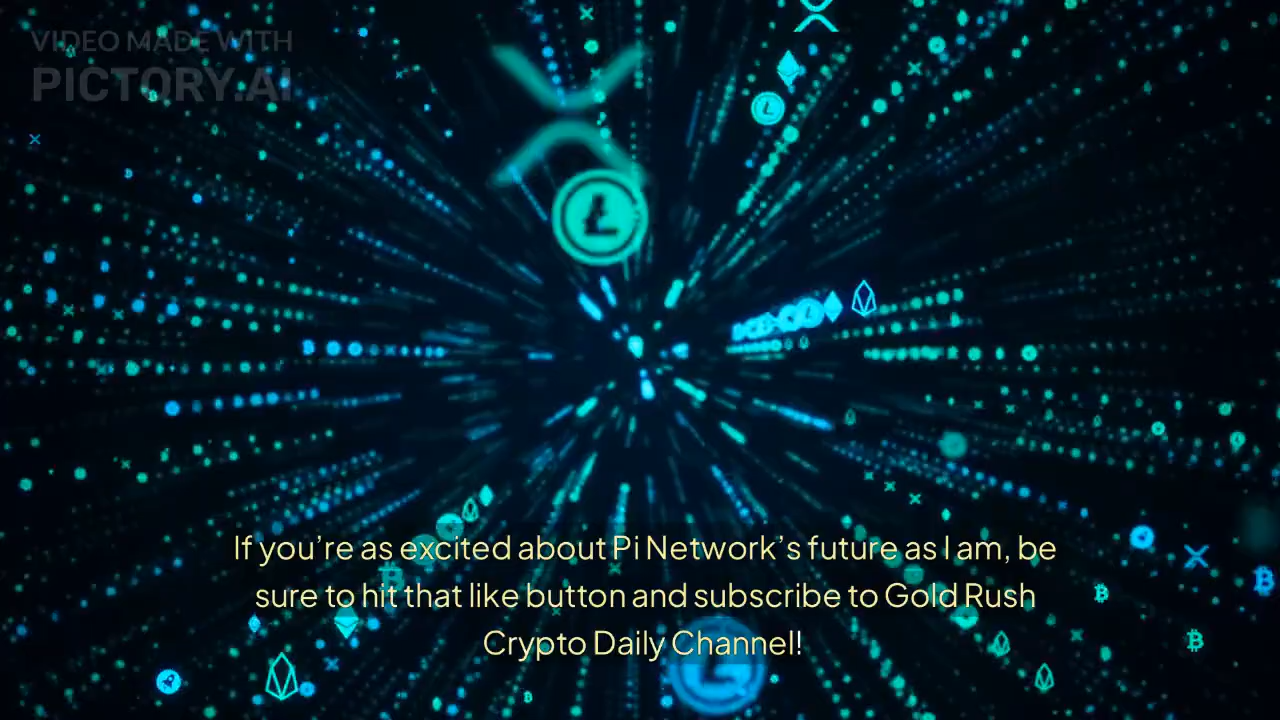 VIDEO MADE WITH
PICTORY.AI
If you're as excited about Pi Network's future as I am, be
sure to hit that like button and subscribe to Gold Rush
Crypto Daily Channel!